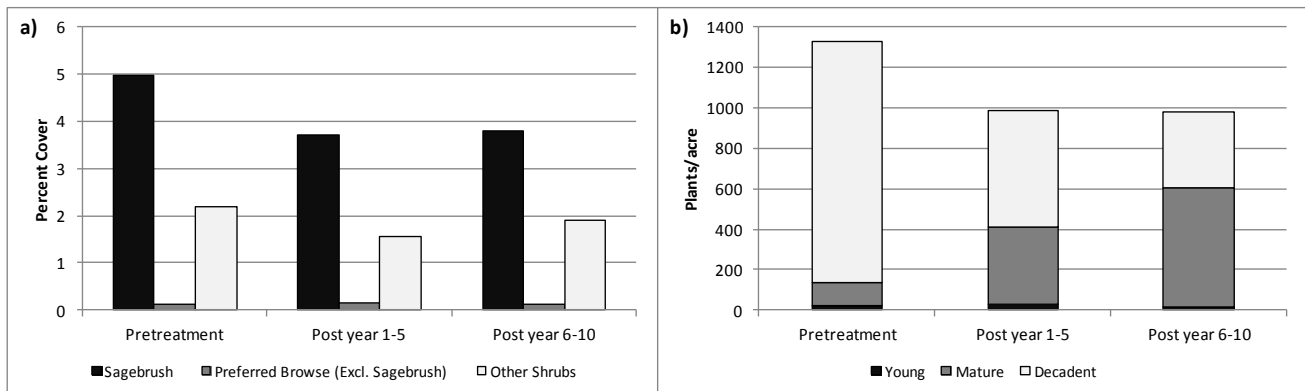 a)
6
5
4
3
2
1
0
Percent Cover
Pretreatment Post year 1-5 Post year 6-10
Sagebrush Preferred Browse (Excl. Sagebrush) Other Shrubs
b)
1400
1200
1000
800
600
400
200
0
Plants/acre
Pretreatment Post year 1-5 Post year 6-10
Young Mature Decadent